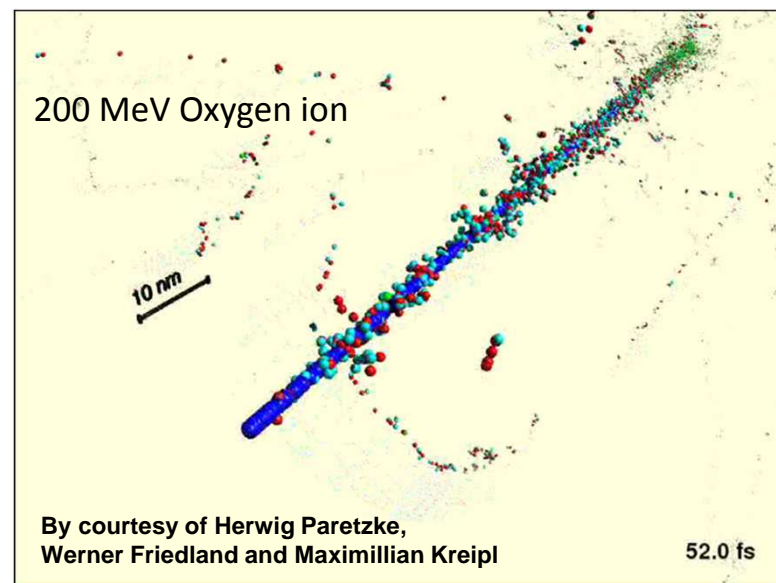 200 MeV Oxygen ion
10 nm
By courtesy of Herwig Paretzke,
Werner Friedland and Maximillian Kreipl
52.0 fs